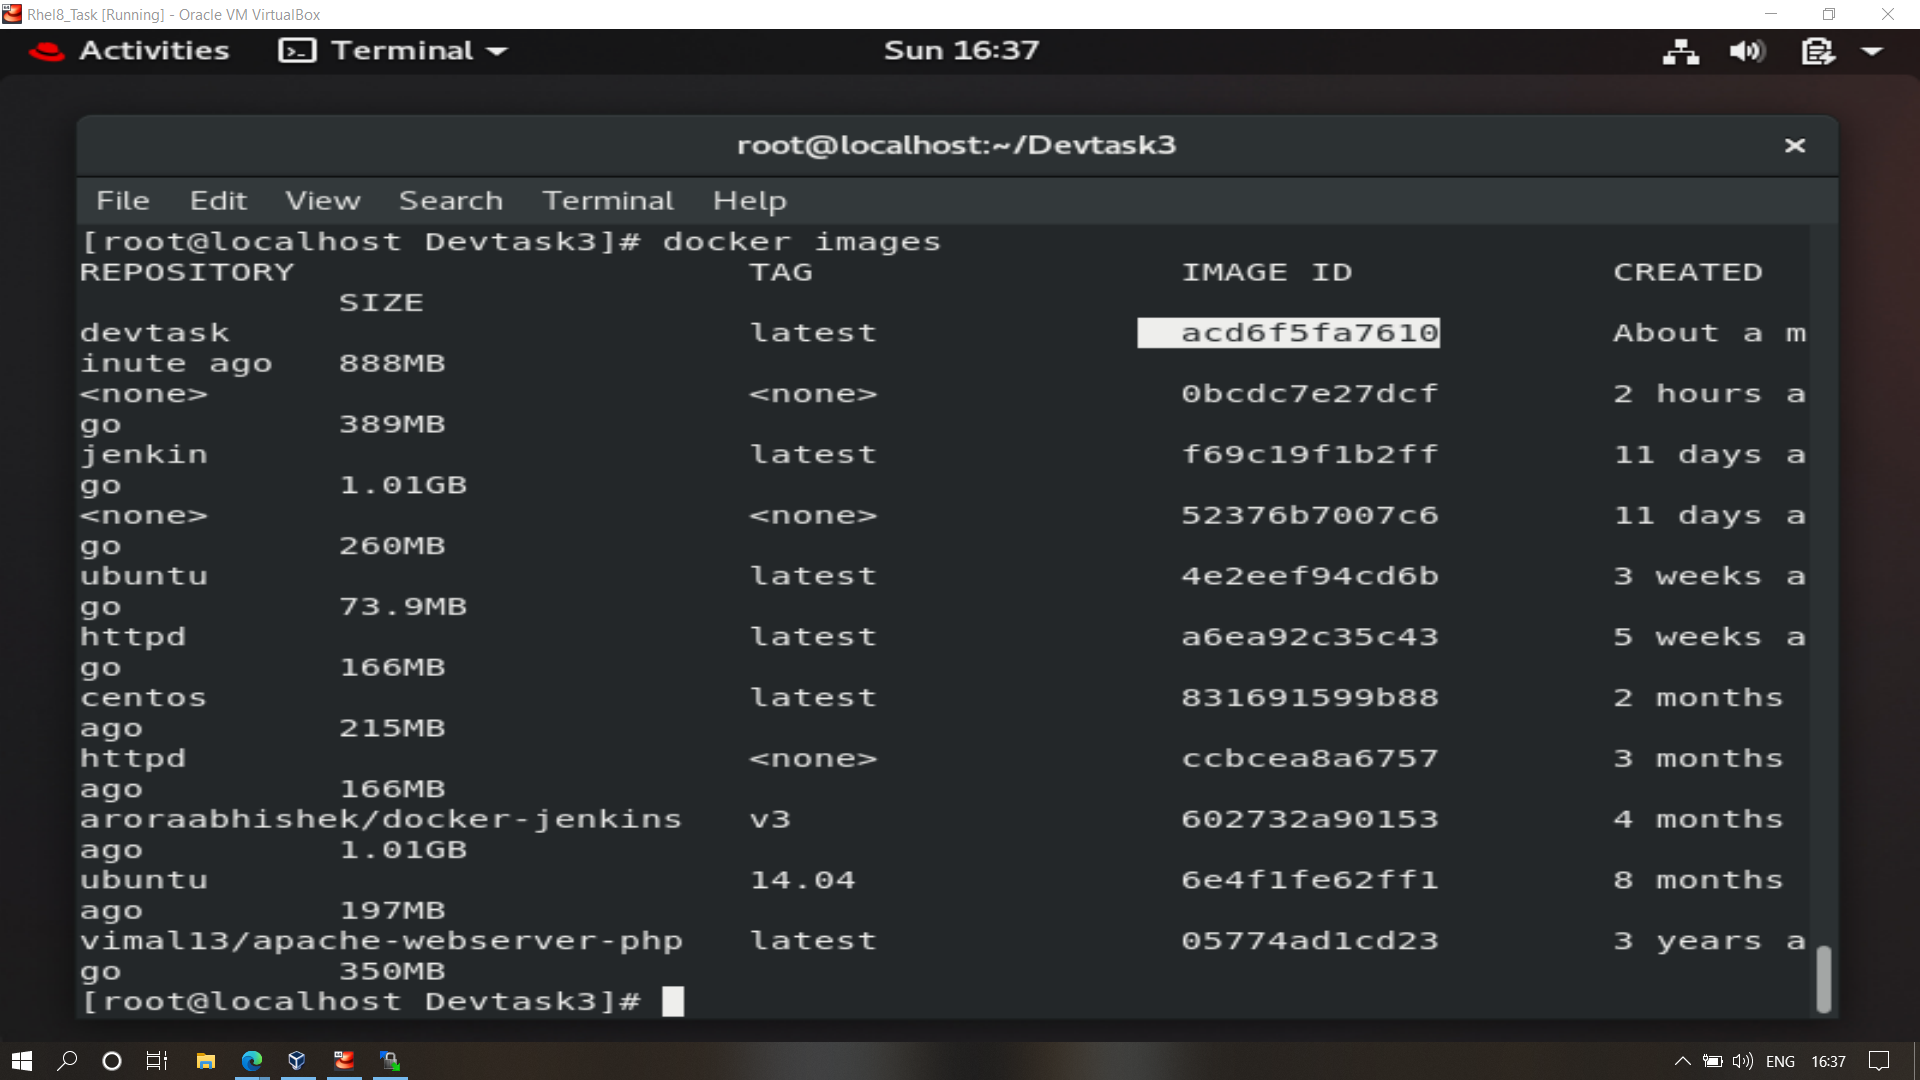 Rhel8_Task [Running] - Oracle VM VirtualBox
Activities Terminal Sun 16:37
root@localhost:~/Devtask3
File Edit View Search Terminal Help
[root@localhost Devtask3]# docker images
REPOSITORY TAG IMAGE ID CREATED
SIZE
devtask latest acd6f5fa7610 About a m
inute ago 888MB
<none> <none> 0bcdc7e27dcf 2 hours a
go 389MB
jenkin latest f69c19f1b2ff 11 days a
go 1.01GB
<none> <none> 52376b7007c6 11 days a
go 260MB
ubuntu latest 4e2eef94cd6b 3 weeks a
go 73.9MB
httpd latest a6ea92c35c43 5 weeks a
go 166MB
centos latest 831691599b88 2 months
ago 215MB
httpd <none> ccbcea8a6757 3 months
ago 166MB
aroraabhishek/docker-jenkins v3 602732a90153 4 months
ago 1.01GB
ubuntu 14.04 6e4f1fe62ff1 8 months
ago 197MB
vimal13/apache-webserver-php latest 05774ad1cd23 3 years a
go 350MB
[root@localhost Devtask3]#
ENG 16:37